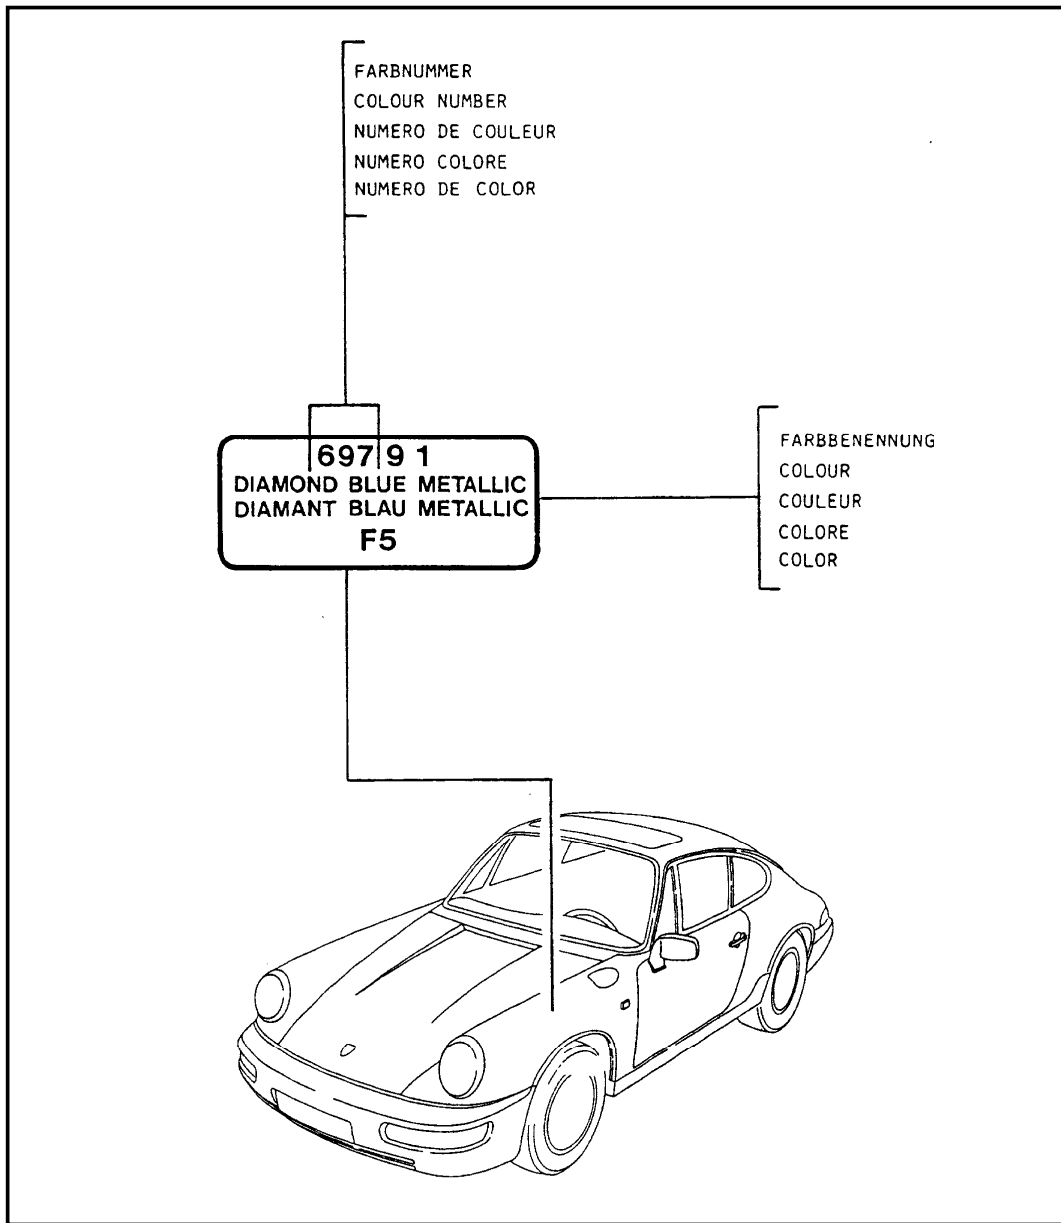 FARBNUMMER
COLOUR NUMBER
NUMERO DE COULEUR
NUMERO COLORE
NUMERO DE COLOR
697 9 1
DIAMOND BLUE METALLIC
DIAMANT BLAU METALLIC
F5
FARBBENENNUNG
COLOUR
COULEUR
COLORE
COLOR